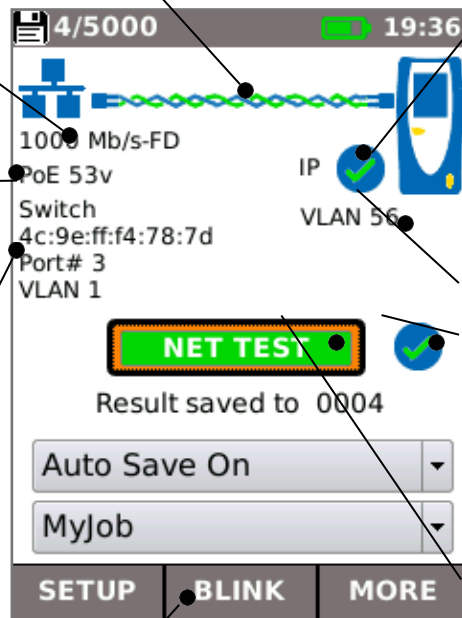 4/5000 19:36
1000 Mb/s-FD
IP
PoE 53v
VLAN 56
Switch
4c:9e:ff:f4:78:7d
Port# 3
VLAN 1
NET TEST
Result saved to 0004
Auto Save On
MyJob
SETUP BLINK MORE